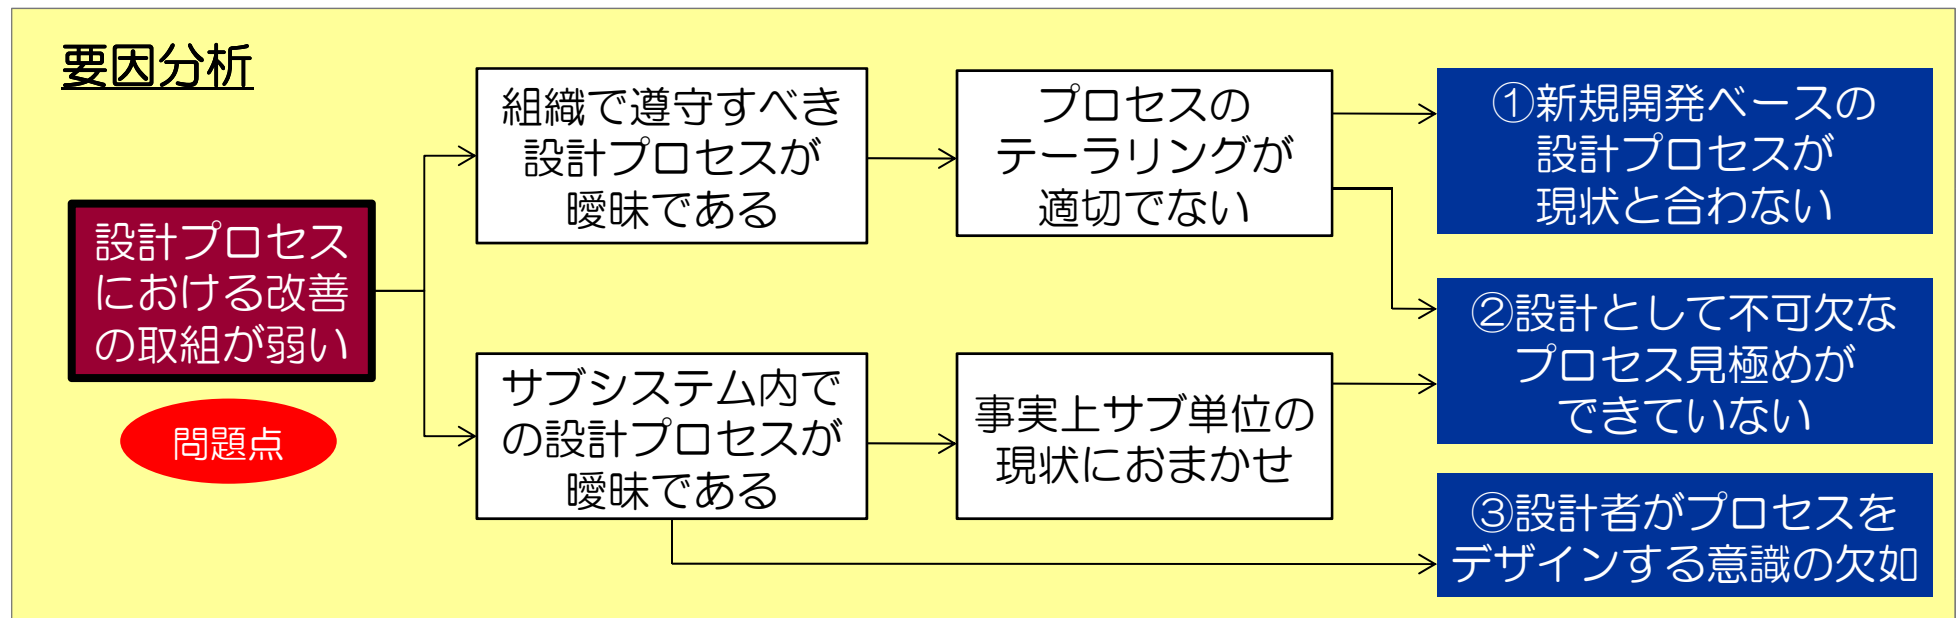 要因分析
組織で遵守すべき
設計プロセスが
曖昧である
プロセスの
テーラリングが
適切でない
①新規開発ベースの
設計プロセスが
現状と合わない
設計プロセス
における改善
の取組が弱い
問題点
②設計として不可欠な
プロセス見極めが
できていない
サブシステム内で
の設計プロセスが
曖昧である
事実上サブ単位の
現状におまかせ
③設計者がプロセスを
デザインする意識の欠如